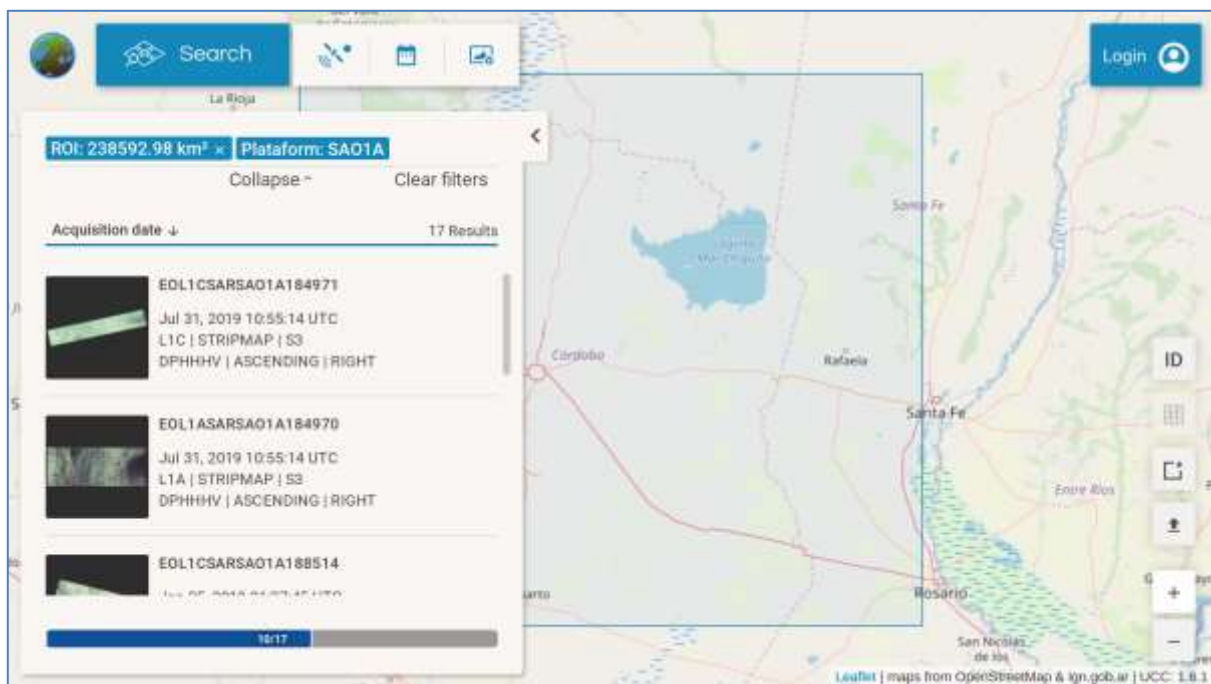 Search
Login
La Rioja
ROI: 238592.98 km² × Plataform: SAO1A
Collapse Clear filters
Acquisition date ↓ 17 Results
EOL1CSARSAO1A184971
Jul 31, 2019 10:55:14 UTC
L1C | STRIPMAP | S3
DPHHHV | ASCENDING | RIGHT
EOL1ASARSAO1A184970
Jul 31, 2019 10:55:14 UTC
L1A | STRIPMAP | S3
DPHHHV | ASCENDING | RIGHT
EOL1CSARSAO1A188514
10/17
Santa Fe
Córdoba
Rafaela
Santa Fe
Entre Ríos
Rosario
San Nicolás
de los
ID
+
−
Leaflet | maps from OpenStreetMap & ign.gob.ar | UCC: 1.6.1